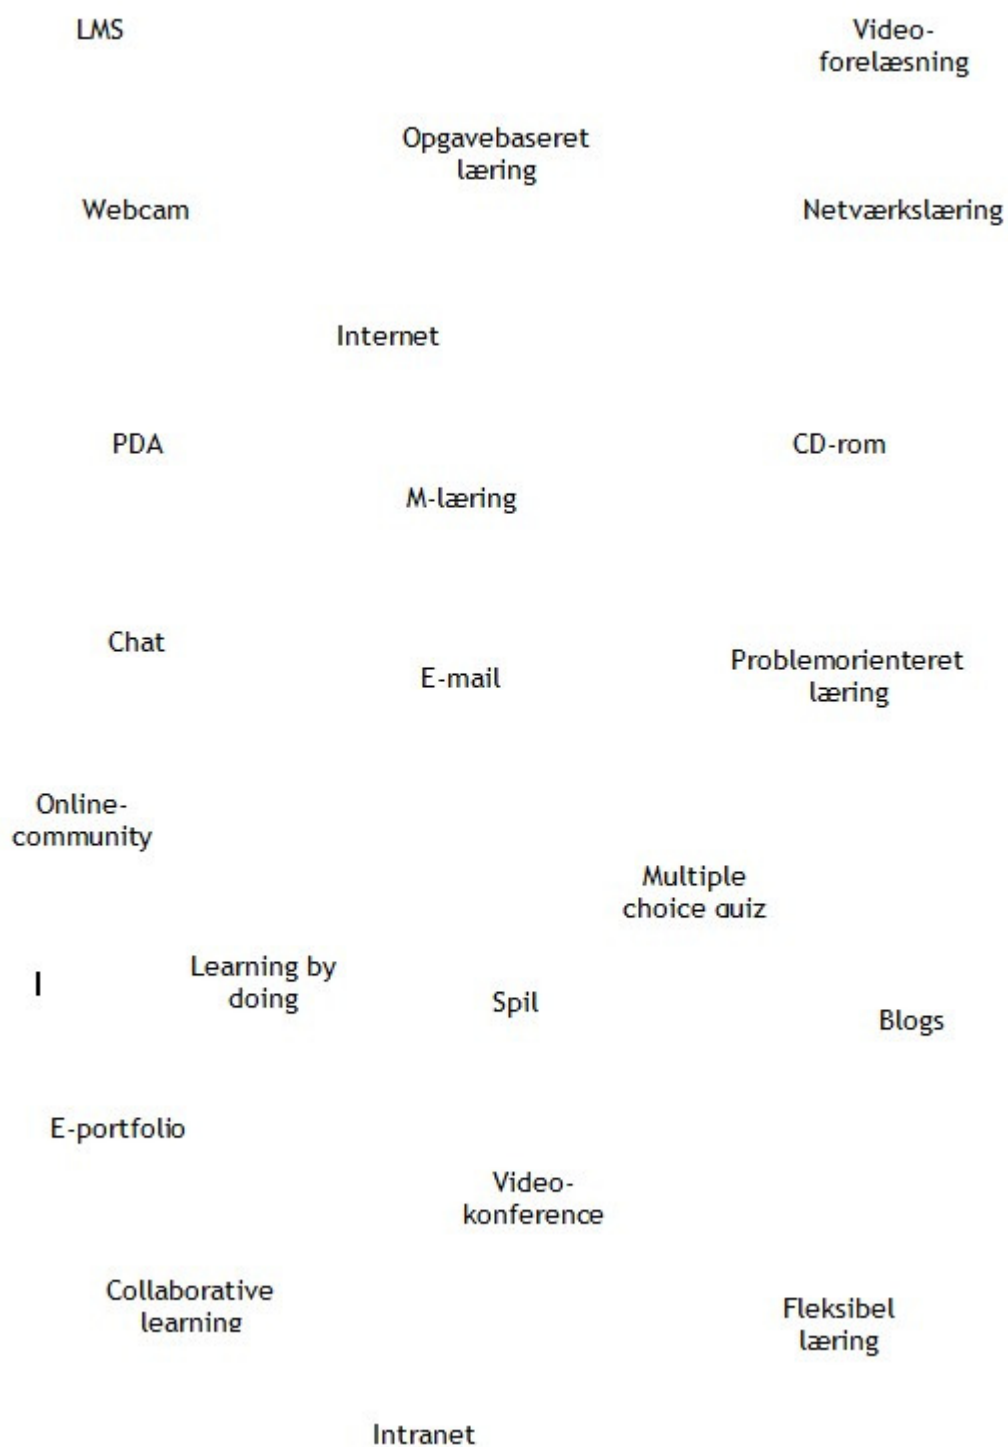 LMS
Video-
forelæsning
Opgavebaseret
læring
Webcam
Netværkslæring
Internet
PDA
CD-rom
M-læring
Chat
E-mail
Problemorienteret
læring
Online-
community
Multiple
choice quiz
Learning by
doing
I
Spil
Blogs
E-portfolio
Video-
konference
Collaborative
learning
Fleksibel
læring
Intranet